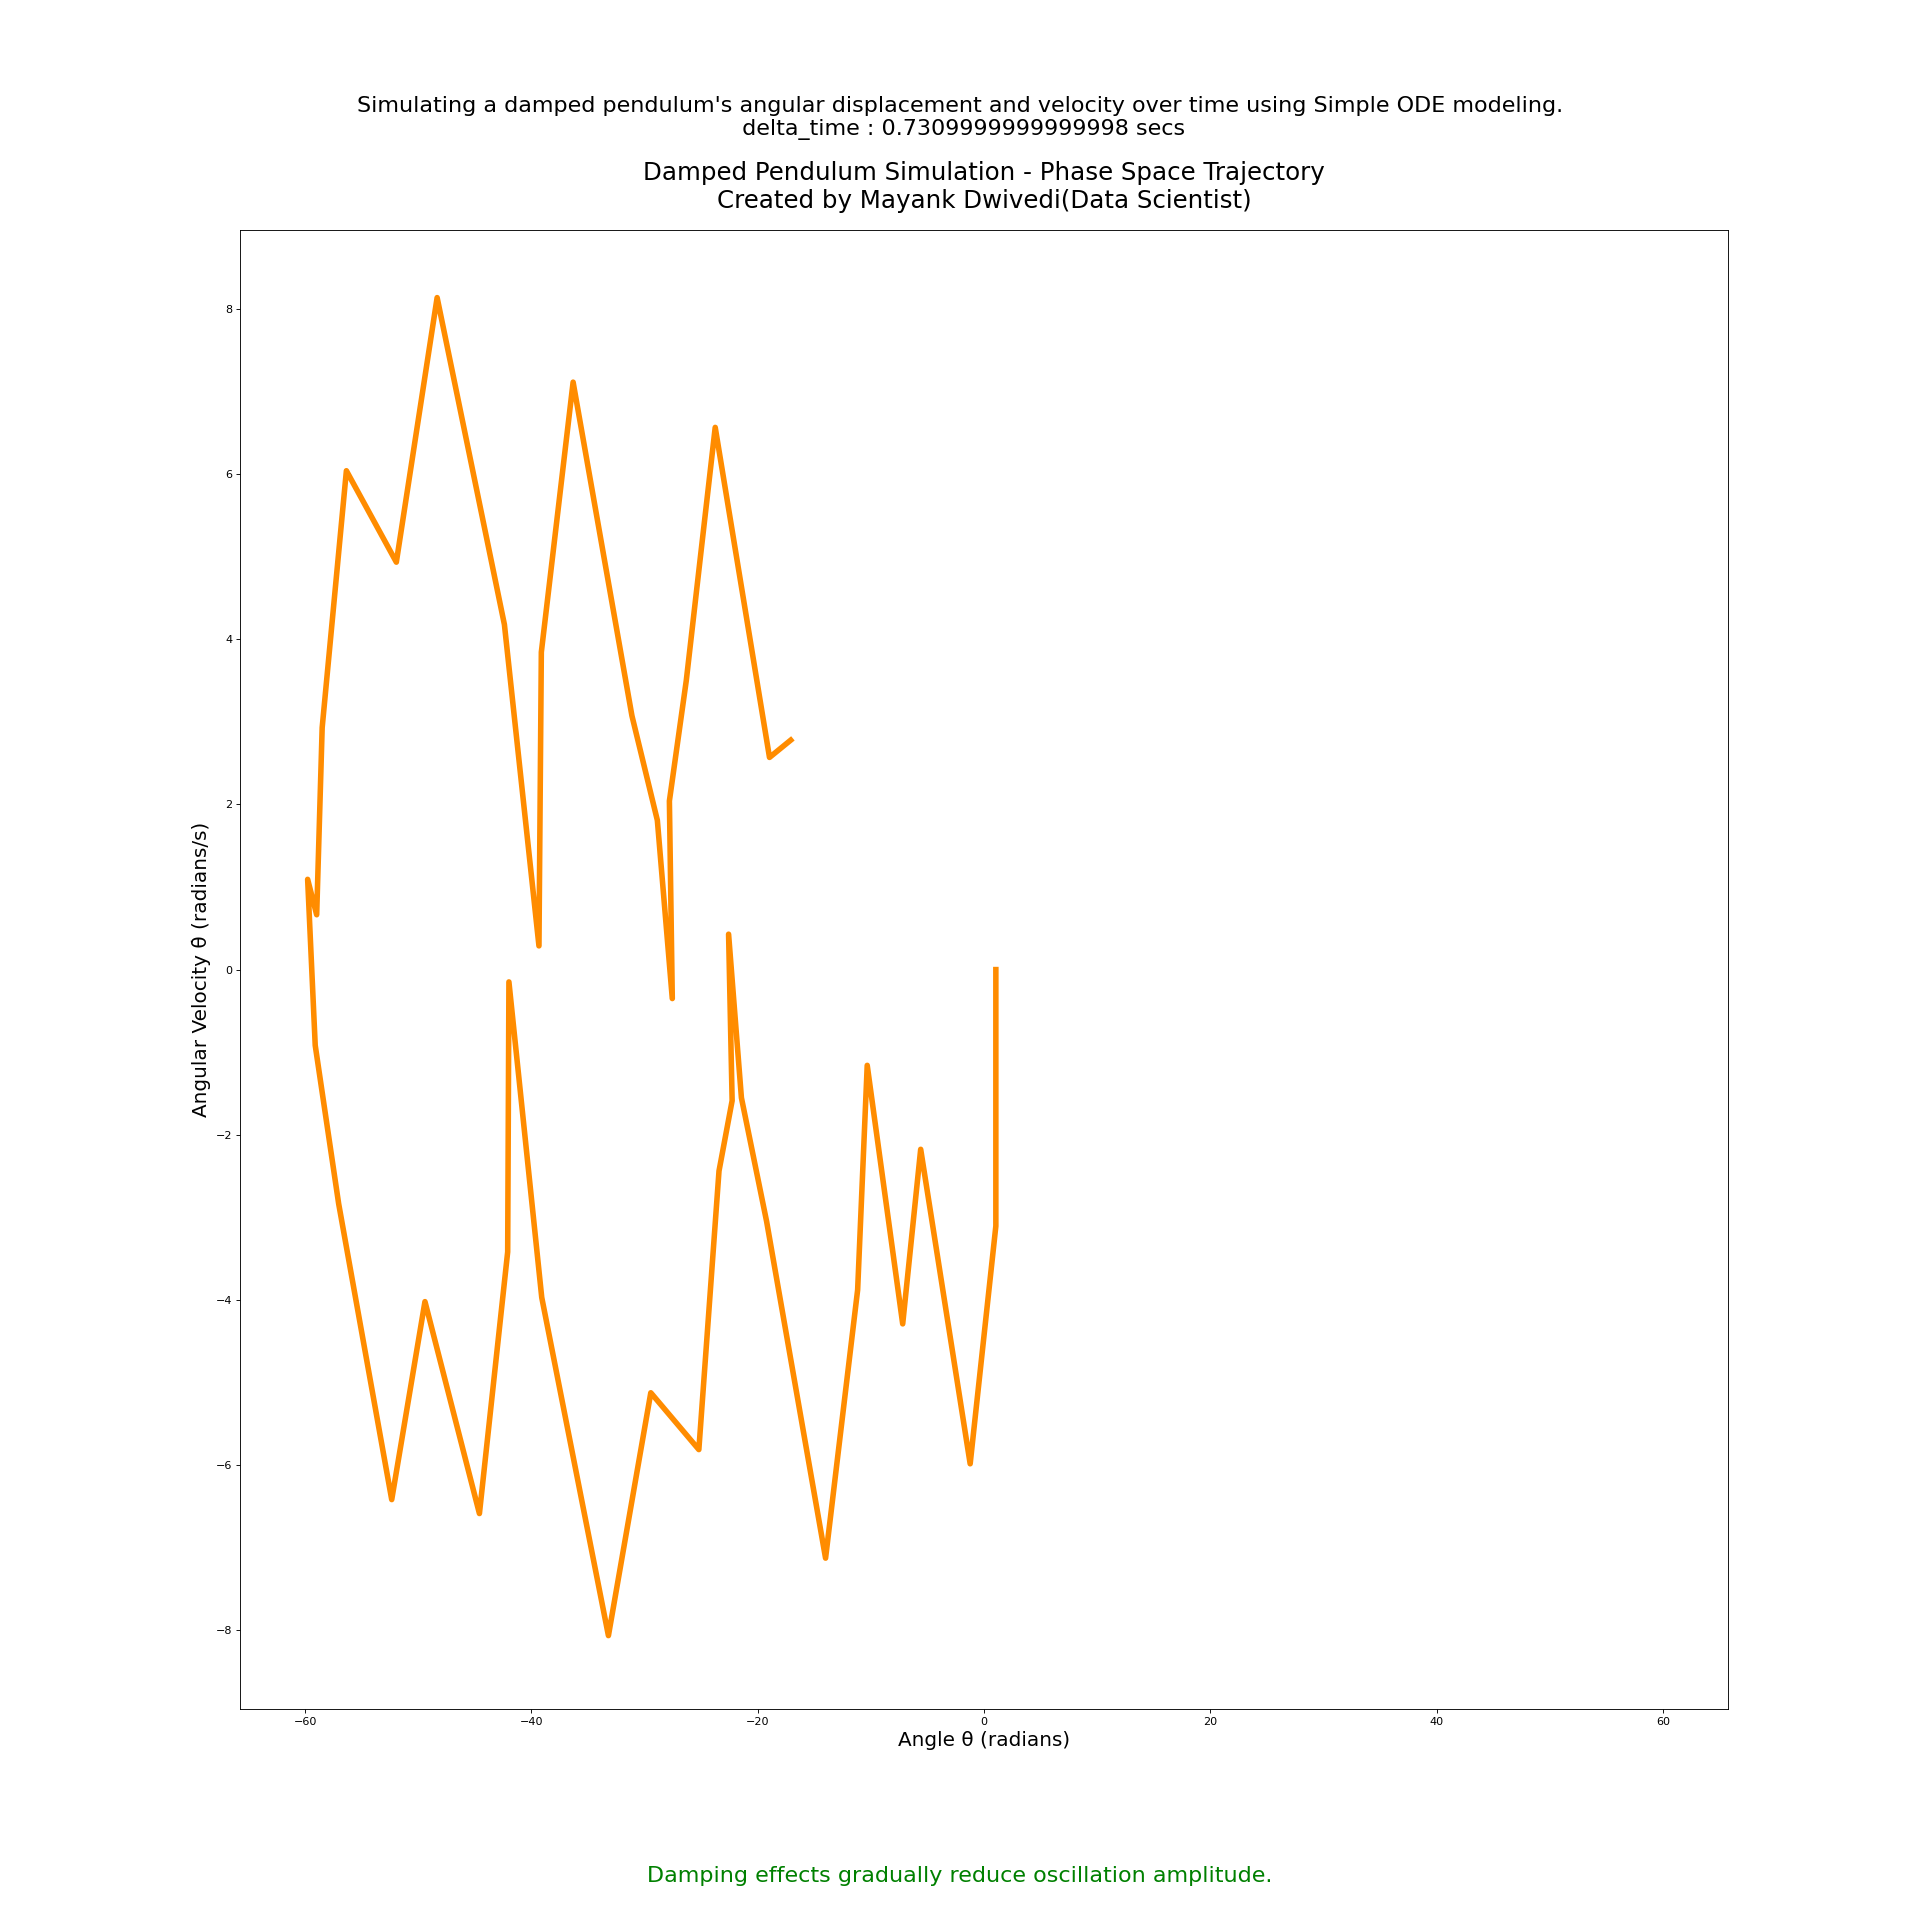 Simulating a damped pendulum's angular displacement and velocity over time using Simple ODE modeling.
delta_time : 0.7309999999999998 secs
Damped Pendulum Simulation - Phase Space Trajectory
Created by Mayank Dwivedi(Data Scientist)
8
6
4
2
0
−2
−4
−6
−8
Angular Velocity θ (radians/s)
−60 −40 −20 0 20 40 60
Angle θ (radians)
Damping effects gradually reduce oscillation amplitude.